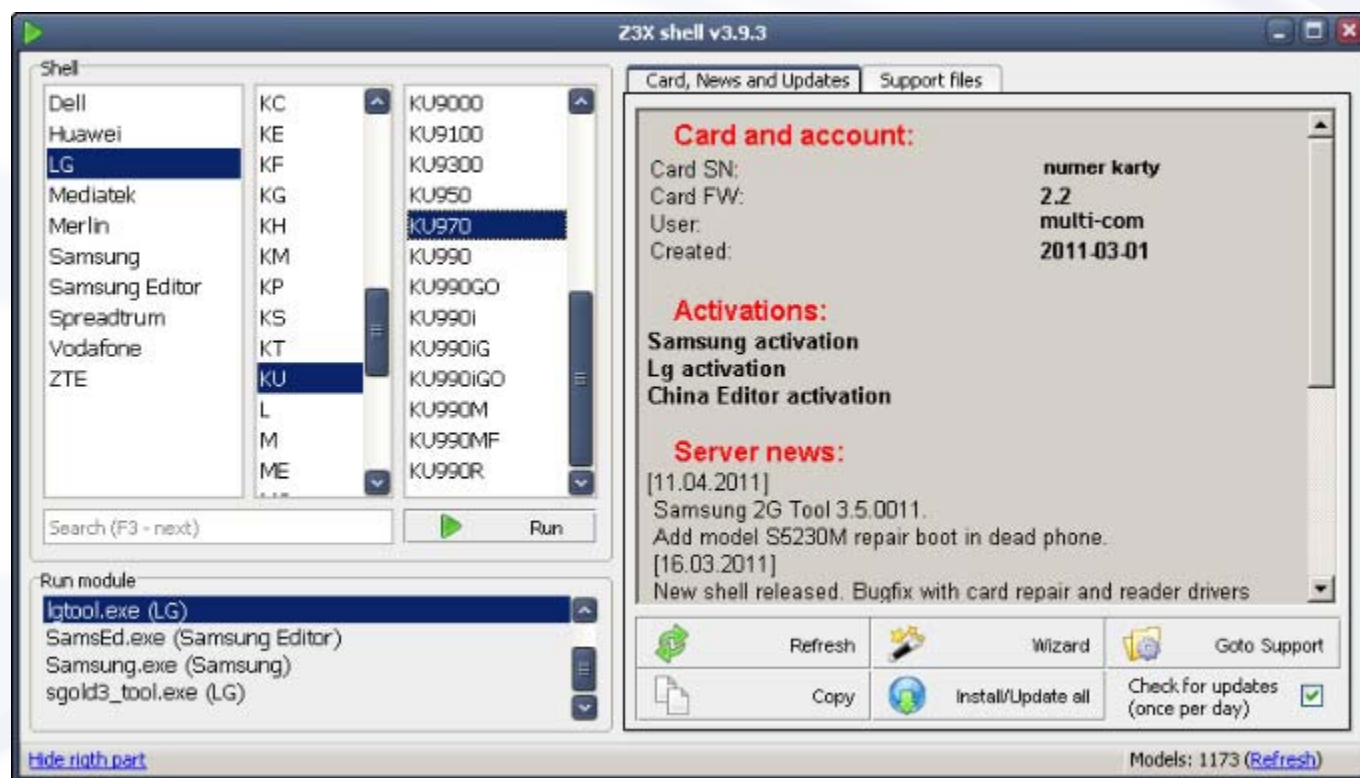 Z3X shell v3.9.3
Shell
Dell
Huawei
LG
Mediatek
Merlin
Samsung
Samsung Editor
Spreadtrum
Vodafone
ZTE
KC
KE
KF
KG
KH
KM
KP
KS
KT
KU
L
M
ME
KU9000
KU9100
KU9300
KU950
KU970
KU990
KU990GO
KU990i
KU990iG
KU990iGO
KU990M
KU990MF
KU990R
Search (F3 - next)
Run
Run module
lgtool.exe (LG)
SamsEd.exe (Samsung Editor)
Samsung.exe (Samsung)
sgold3_tool.exe (LG)
Card, News and Updates
Support files
Card and account:
Card SN: numer karty
Card FW: 2.2
User: multi-com
Created: 2011-03-01
Activations:
Samsung activation
Lg activation
China Editor activation
Server news:
[11.04.2011]
Samsung 2G Tool 3.5.0011.
Add model S5230M repair boot in dead phone.
[16.03.2011]
New shell released. Bugfix with card repair and reader drivers
Refresh
Wizard
Goto Support
Copy
Install/Update all
Check for updates
(once per day)
Hide rigth part
Models: 1173 (Refresh)